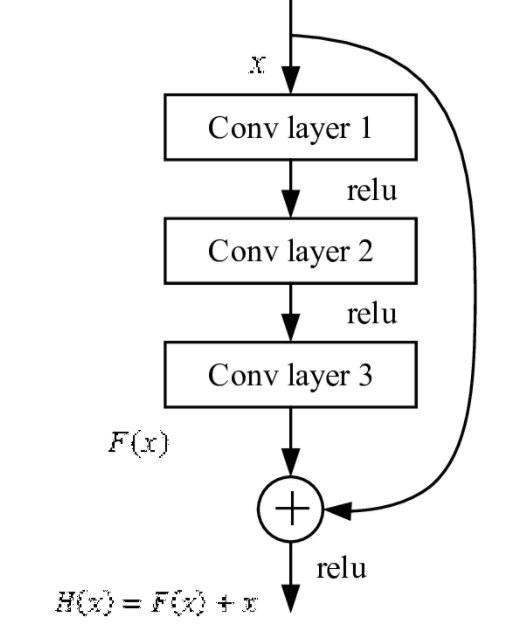 x
Conv layer 1
relu
Conv layer 2
relu
Conv layer 3
F(x)
+
relu
H(x) = F(x) + x